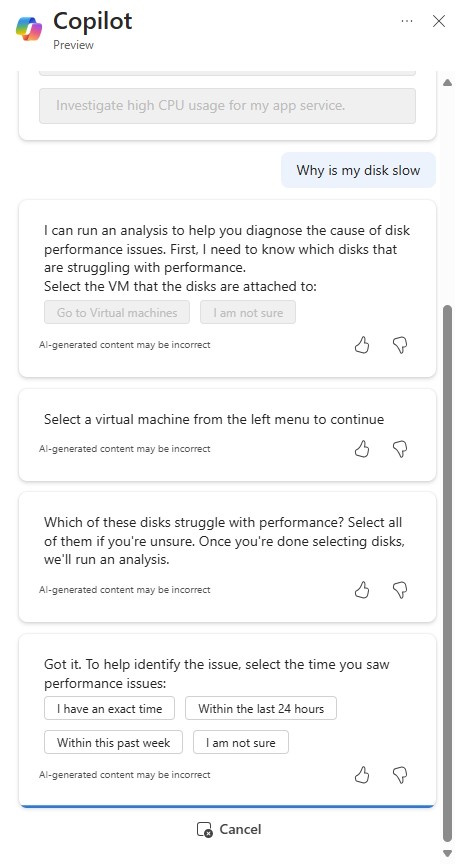 Copilot
Preview
Investigate high CPU usage for my app service.
Why is my disk slow
I can run an analysis to help you diagnose the cause of disk
performance issues. First, I need to know which disks that
are struggling with performance.
Select the VM that the disks are attached to:
Go to Virtual machines
I am not sure
AI-generated content may be incorrect
Select a virtual machine from the left menu to continue
AI-generated content may be incorrect
Which of these disks struggle with performance? Select all
of them if you're unsure. Once you're done selecting disks,
we'll run an analysis.
AI-generated content may be incorrect
Got it. To help identify the issue, select the time you saw
performance issues:
I have an exact time
Within the last 24 hours
Within this past week
I am not sure
AI-generated content may be incorrect
Cancel